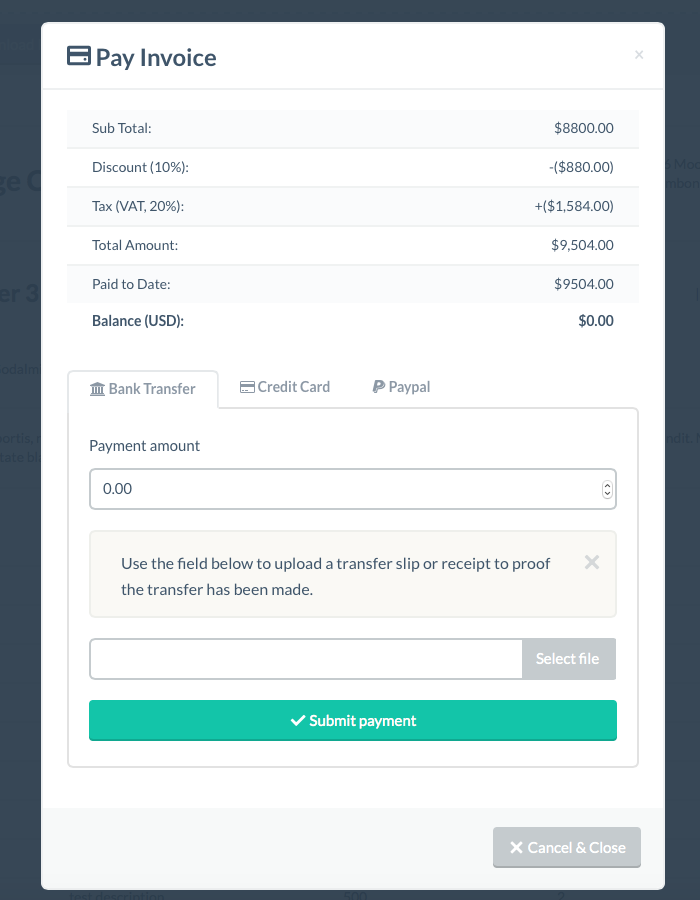 Pay Invoice
×
Sub Total: $8800.00
Discount (10%): -($880.00)
Tax (VAT, 20%): +($1,584.00)
Total Amount: $9,504.00
Paid to Date: $9504.00
Balance (USD): $0.00
Bank Transfer Credit Card Paypal
Payment amount
0.00
Use the field below to upload a transfer slip or receipt to proof
the transfer has been made.
Select file
Submit payment
Cancel & Close